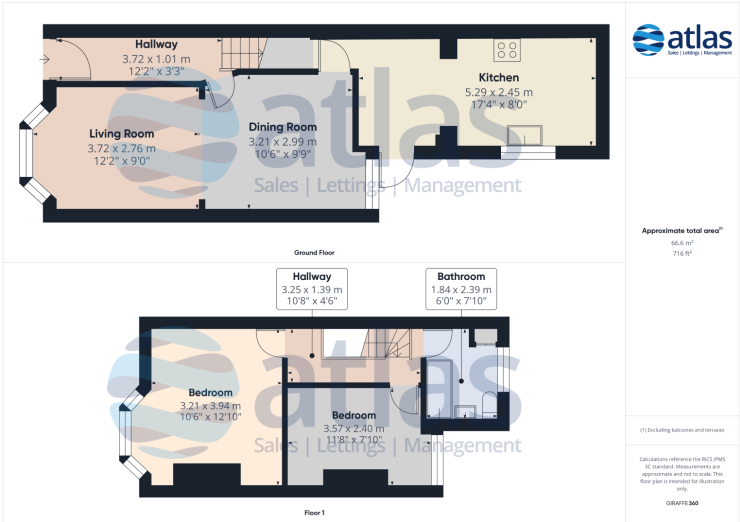 Hallway
3.72 x 1.01 m
12'2" x 3'3"
Kitchen
5.29 x 2.45 m
17'4" x 8'0"
Living Room
3.72 x 2.76 m
12'2" x 9'0"
Dining Room
3.21 x 2.99 m
10'6" x 9'9"
atlas
Sales | Lettings | Management
Ground Floor
Hallway
3.25 x 1.39 m
10'8" x 4'6"
Bathroom
1.84 x 2.39 m
6'0" x 7'10"
Bedroom
3.21 x 3.94 m
10'6" x 12'10"
Bedroom
3.57 x 2.40 m
11'8" x 7'10"
atlas
Sales | Lettings | Management
Floor 1
atlas
Sales | Lettings | Management
Approximate total area(1)
66.6 m²
716 ft²
(1) Excluding balconies and terraces
Calculations reference the RICS IPMS
3C standard. Measurements are
approximate and not to scale. This
floor plan is intended for illustration
only.
GIRAFFE360